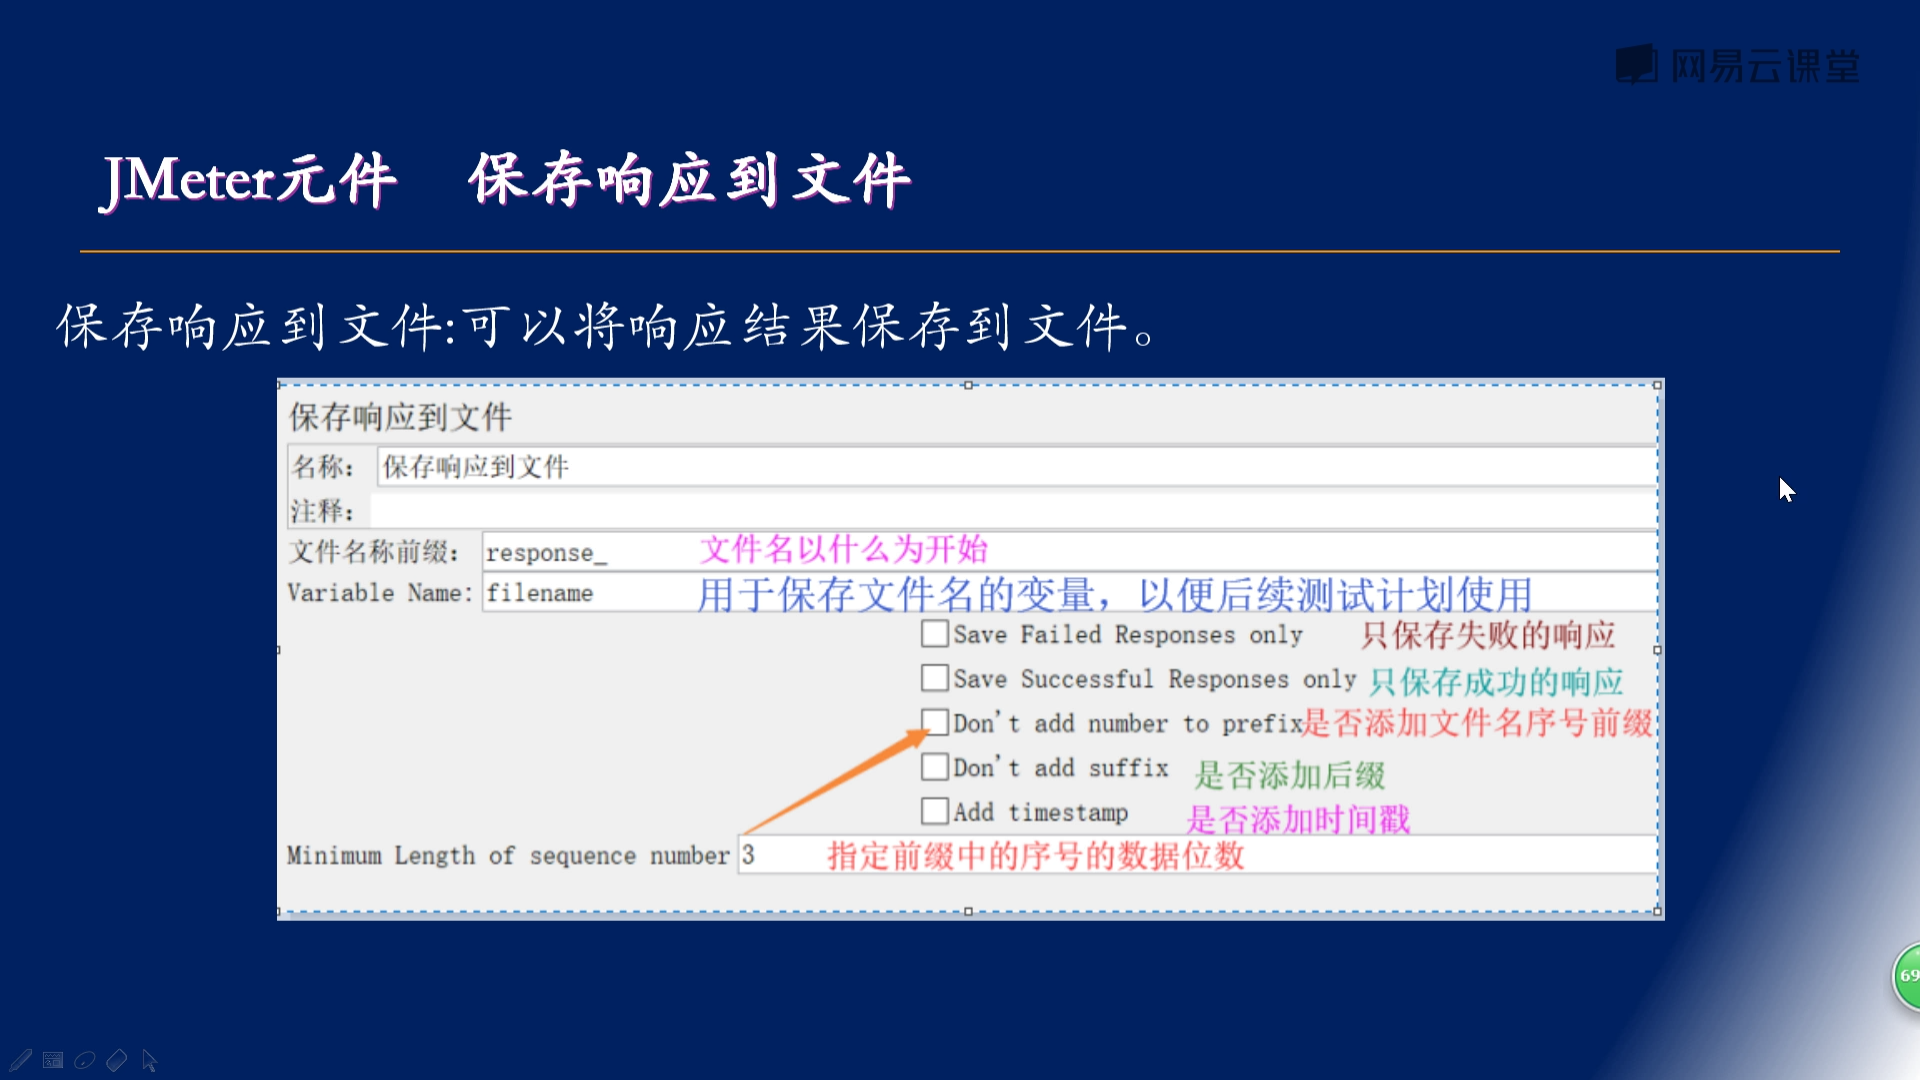 网易云课堂
JMeter元件 保存响应到文件
保存响应到文件:可以将响应结果保存到文件。
保存响应到文件
名称： 保存响应到文件
注释：
文件名称前缀： response_ 文件名以什么为开始
Variable Name: filename 用于保存文件名的变量，以便后续测试计划使用
Save Failed Responses only 只保存失败的响应
Save Successful Responses only 只保存成功的响应
Don't add number to prefix 是否添加文件名序号前缀
Don't add suffix 是否添加后缀
Add timestamp 是否添加时间戳
Minimum Length of sequence number 3 指定前缀中的序号的数据位数
69